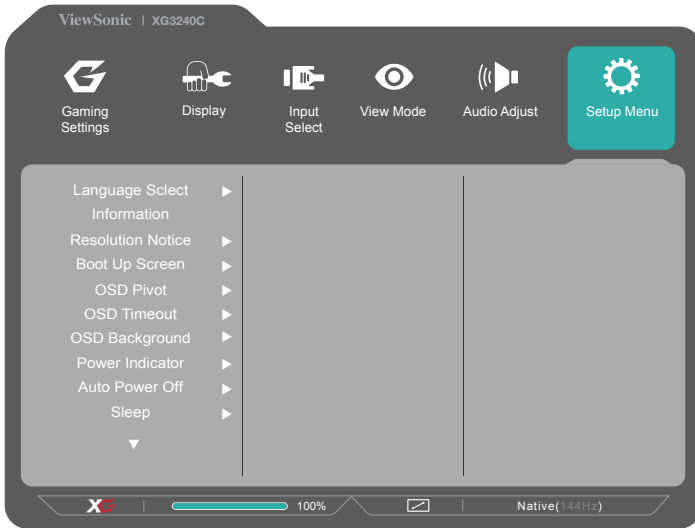 ViewSonic | XG3240C
Gaming
Settings
Display
Input
Select
View Mode
Audio Adjust
Setup Menu
Language Sclect
Information
Resolution Notice
Boot Up Screen
OSD Pivot
OSD Timeout
OSD Background
Power Indicator
Auto Power Off
Sleep
XG | 100% | Native(144Hz)